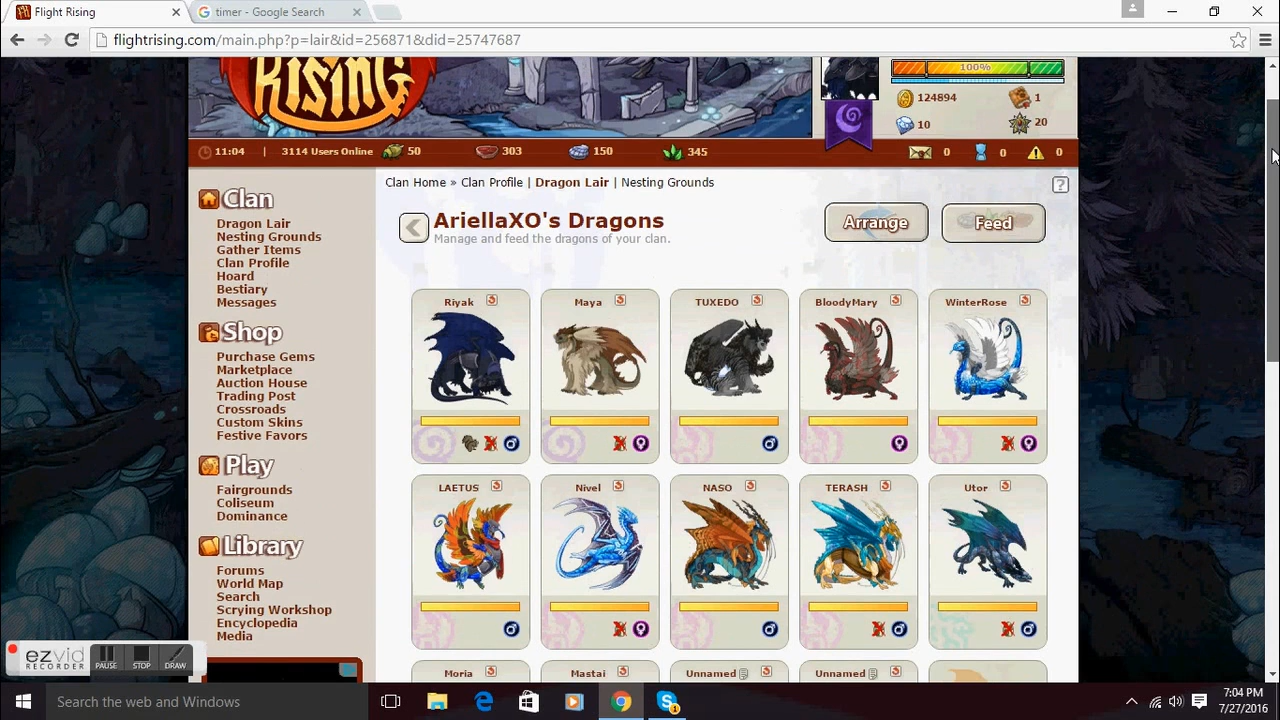 Flight Rising
timer - Google Search
flightrising.com/main.php?p=lair&id=256871&did=25747687
RISING
100%
124894
1
10
20
11:04 | 3114 Users Online 50 303 150 345 0 0 0
Clan Home » Clan Profile | Dragon Lair | Nesting Grounds
?
AriellaXO's Dragons
Manage and feed the dragons of your clan.
Arrange
Feed
Clan
Dragon Lair
Nesting Grounds
Gather Items
Clan Profile
Hoard
Bestiary
Messages
Shop
Purchase Gems
Marketplace
Auction House
Trading Post
Crossroads
Custom Skins
Festive Favors
Play
Fairgrounds
Coliseum
Dominance
Library
Forums
World Map
Search
Scrying Workshop
Encyclopedia
Media
Riyak
Maya
TUXEDO
BloodyMary
WinterRose
LAETUS
Nivel
NASO
TERASH
Utor
Moria
Mastai
Unnamed
Unnamed
ezvid
RECORDER
PAUSE
STOP
DRAW
Search the web and Windows
1
7:04 PM
7/27/2016